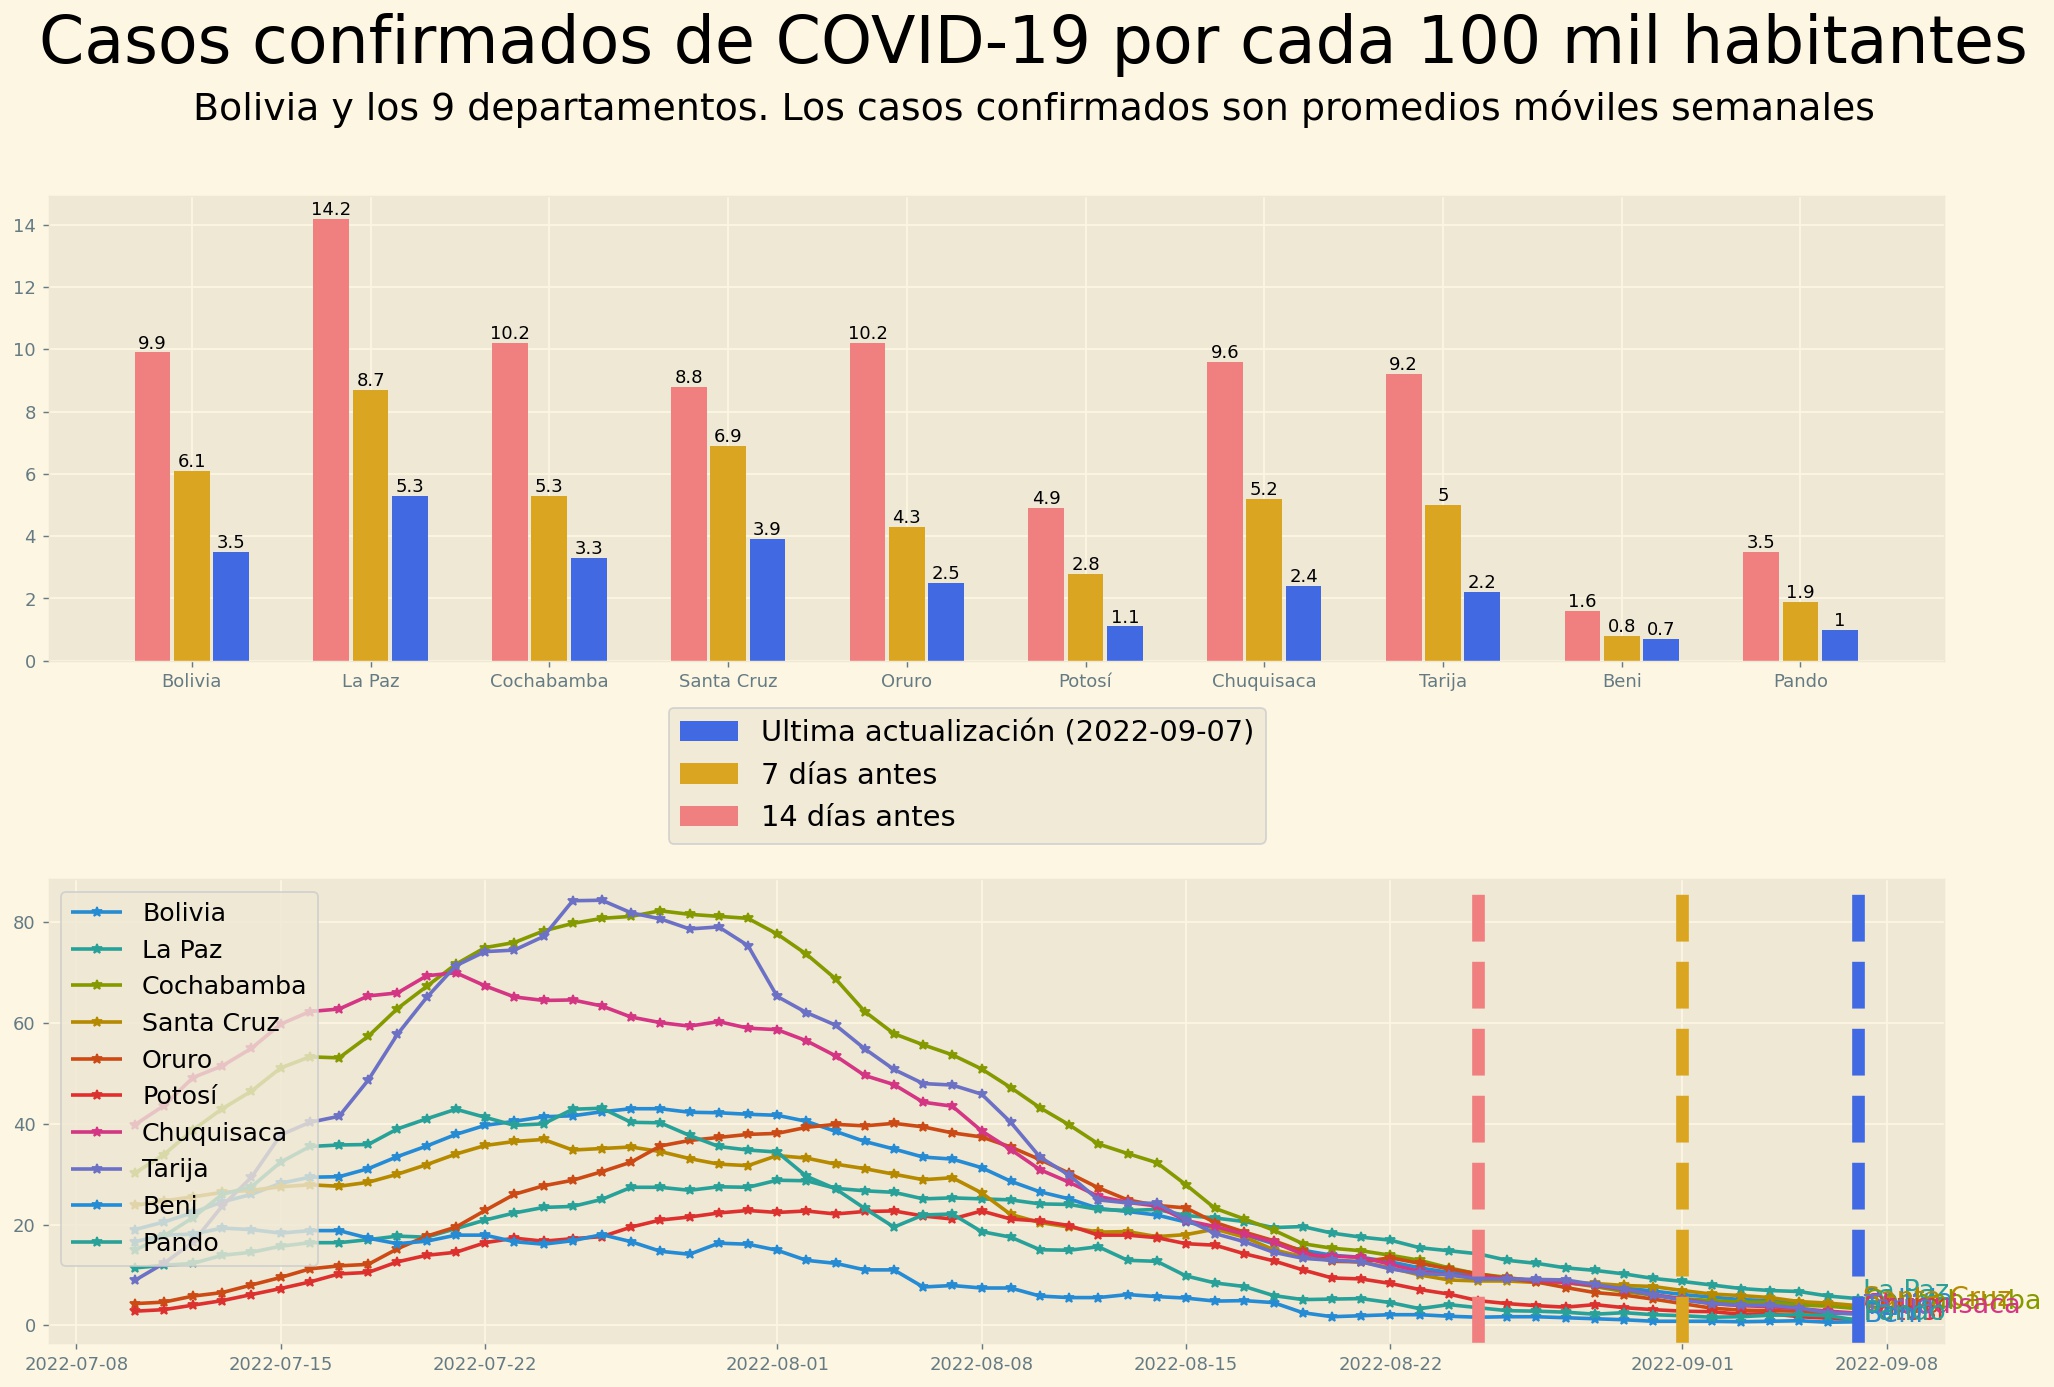 Casos confirmados de COVID-19 por cada 100 mil habitantes
Bolivia y los 9 departamentos. Los casos confirmados son promedios móviles semanales
14
12
10
8
6
4
2
0
9.9 6.1 3.5
14.2 8.7 5.3
10.2 5.3 3.3
8.8 6.9 3.9
10.2 4.3 2.5
4.9 2.8 1.1
9.6 5.2 2.4
9.2 5 2.2
1.6 0.8 0.7
3.5 1.9 1
Bolivia La Paz Cochabamba Santa Cruz Oruro Potosí Chuquisaca Tarija Beni Pando
Ultima actualización (2022-09-07)
7 días antes
14 días antes
80
60
40
20
0
Bolivia
La Paz
Cochabamba
Santa Cruz
Oruro
Potosí
Chuquisaca
Tarija
Beni
Pando
La Paz
Santa Cruz
Cochabamba
Chuquisaca
Beni
2022-07-08 2022-07-15 2022-07-22 2022-08-01 2022-08-08 2022-08-15 2022-08-22 2022-09-01 2022-09-08